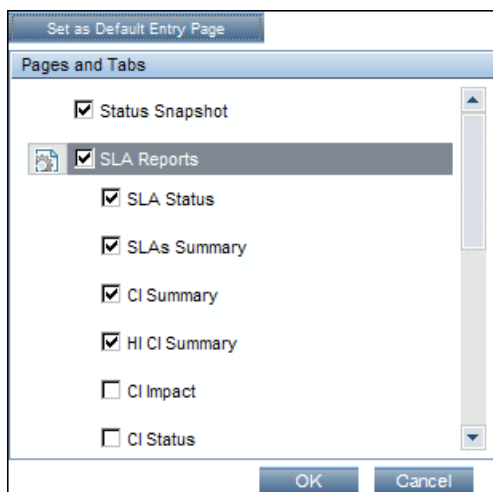 Set as Default Entry Page
Pages and Tabs
Status Snapshot
SLA Reports
SLA Status
SLAs Summary
CI Summary
HI CI Summary
CI Impact
CI Status
OK Cancel